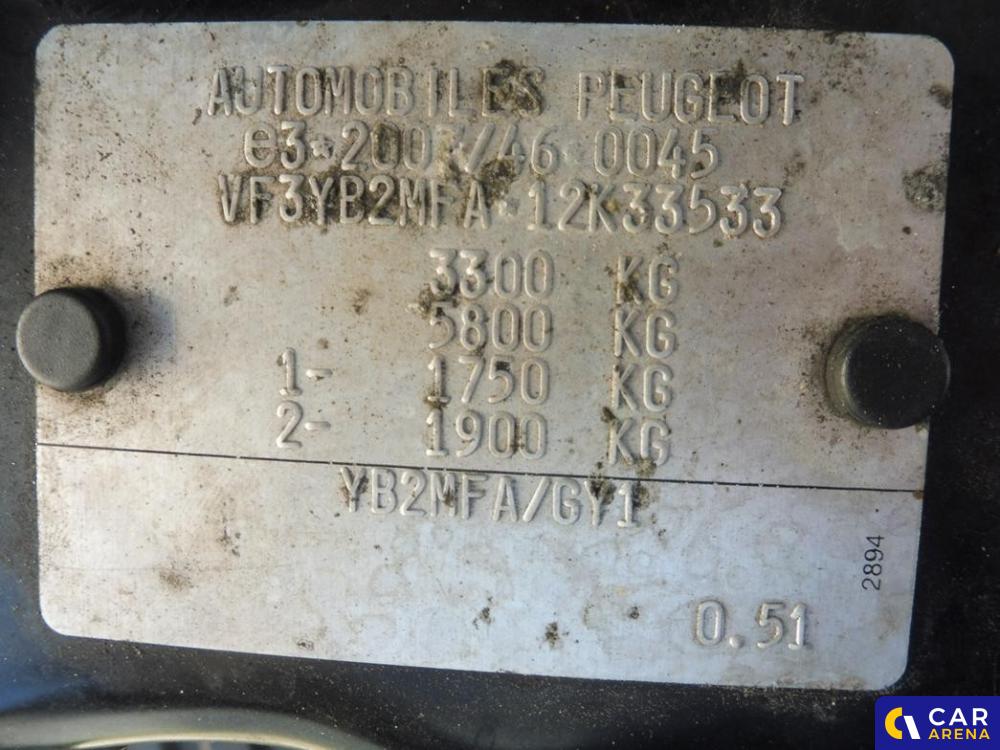 AUTOMOBILES PEUGEOT
e3*2007/46*0045
VF3YB2MFA*12K33533
3300 KG
5800 KG
1- 1750 KG
2- 1900 KG
YB2MFA/GY1
2894
0.51
CAR
ARENA